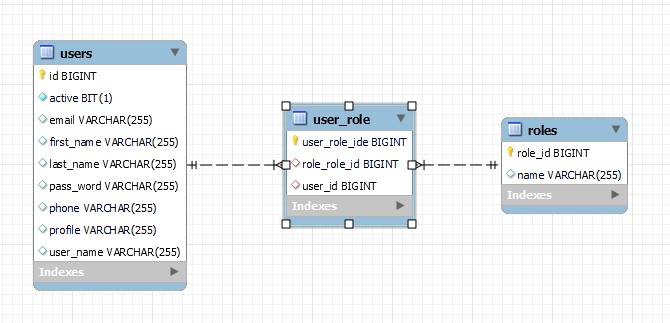 users
id BIGINT
active BIT(1)
email VARCHAR(255)
first_name VARCHAR(255)
last_name VARCHAR(255)
pass_word VARCHAR(255)
phone VARCHAR(255)
profile VARCHAR(255)
user_name VARCHAR(255)
Indexes
user_role
user_role_ide BIGINT
role_role_id BIGINT
user_id BIGINT
Indexes
roles
role_id BIGINT
name VARCHAR(255)
Indexes